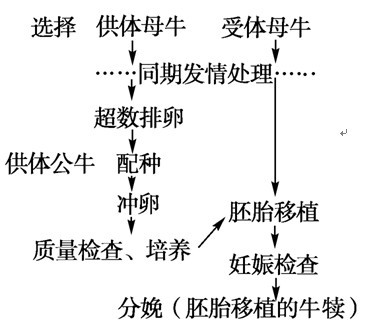 选择 供体母牛 受体母牛
……同期发情处理……
超数排卵
供体公牛 配种
冲卵
胚胎移植
质量检查、培养
妊娠检查
分娩（胚胎移植的牛犊）